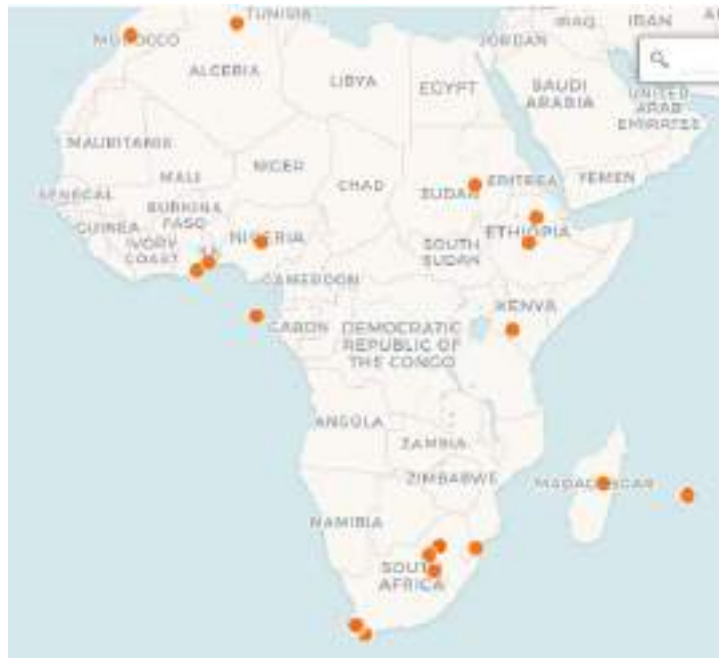 TUNISIA
MOROCCO
IRAQ
IRAN
JORDAN
ALGERIA
LIBYA
EGYPT
SAUDI
ARABIA
UNITED
ARAB
EMIRATES
MAURITANIA
MALI
NIGER
CHAD
SUDAN
ERITREA
YEMEN
SENEGAL
BURKINA
FASO
GUINEA
IVORY
COAST
NIGERIA
ETHIOPIA
SOUTH
SUDAN
CAMEROON
KENYA
GABON
DEMOCRATIC
REPUBLIC OF
THE CONGO
ANGOLA
ZAMBIA
ZIMBABWE
MADAGASCAR
NAMIBIA
SOUTH
AFRICA